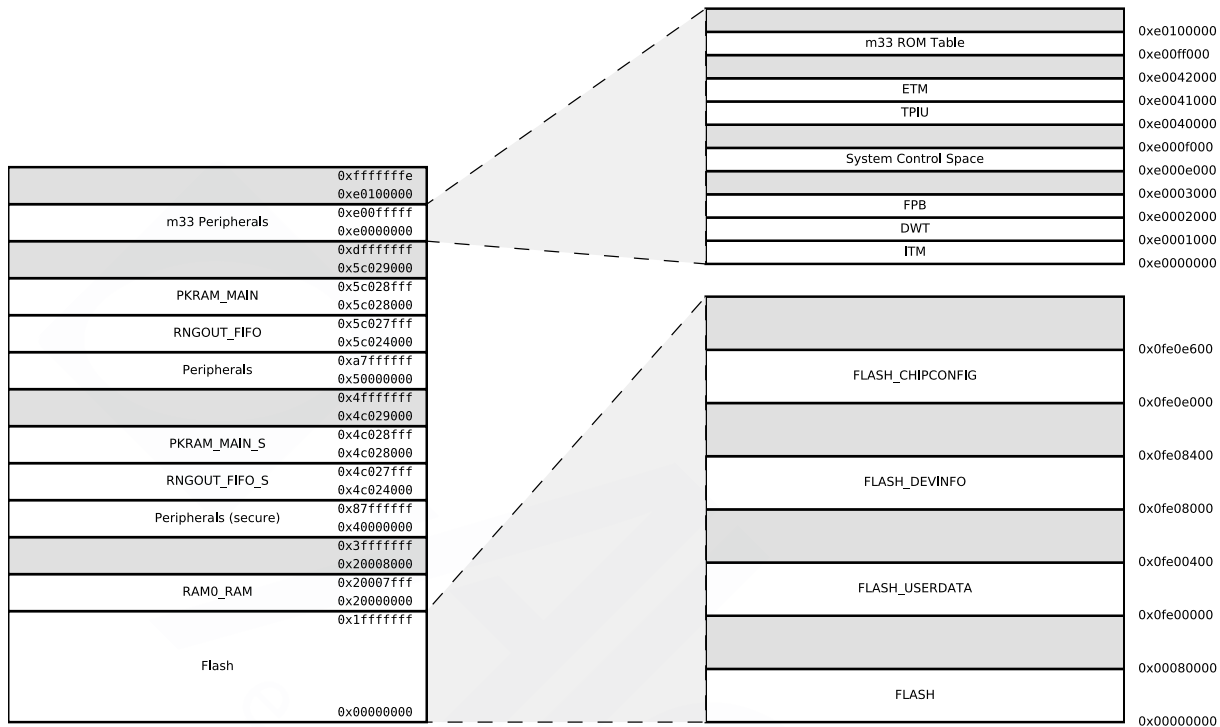 0xe0100000
m33 ROM Table
0xe00ff000
0xe0042000
ETM
0xe0041000
TPIU
0xe0040000
0xe000f000
System Control Space
0xe000e000
0xe0003000
FPB
0xe0002000
DWT
0xe0001000
ITM
0xe0000000
0xfffffffe
0xe0100000
m33 Peripherals
0xe00fffff
0xe0000000
0xdfffffff
0x5c029000
PKRAM_MAIN
0x5c028fff
0x5c028000
RNGOUT_FIFO
0x5c027fff
0x5c024000
Peripherals
0xa7ffffff
0x50000000
0x4fffffff
0x4c029000
PKRAM_MAIN_S
0x4c028fff
0x4c028000
RNGOUT_FIFO_S
0x4c027fff
0x4c024000
Peripherals (secure)
0x87ffffff
0x40000000
0x3fffffff
0x20008000
RAM0_RAM
0x20007fff
0x20000000
0x1fffffff
Flash
0x00000000
0x0fe0e600
FLASH_CHIPCONFIG
0x0fe0e000
0x0fe08400
FLASH_DEVINFO
0x0fe08000
0x0fe00400
FLASH_USERDATA
0x0fe00000
0x00080000
FLASH
0x00000000